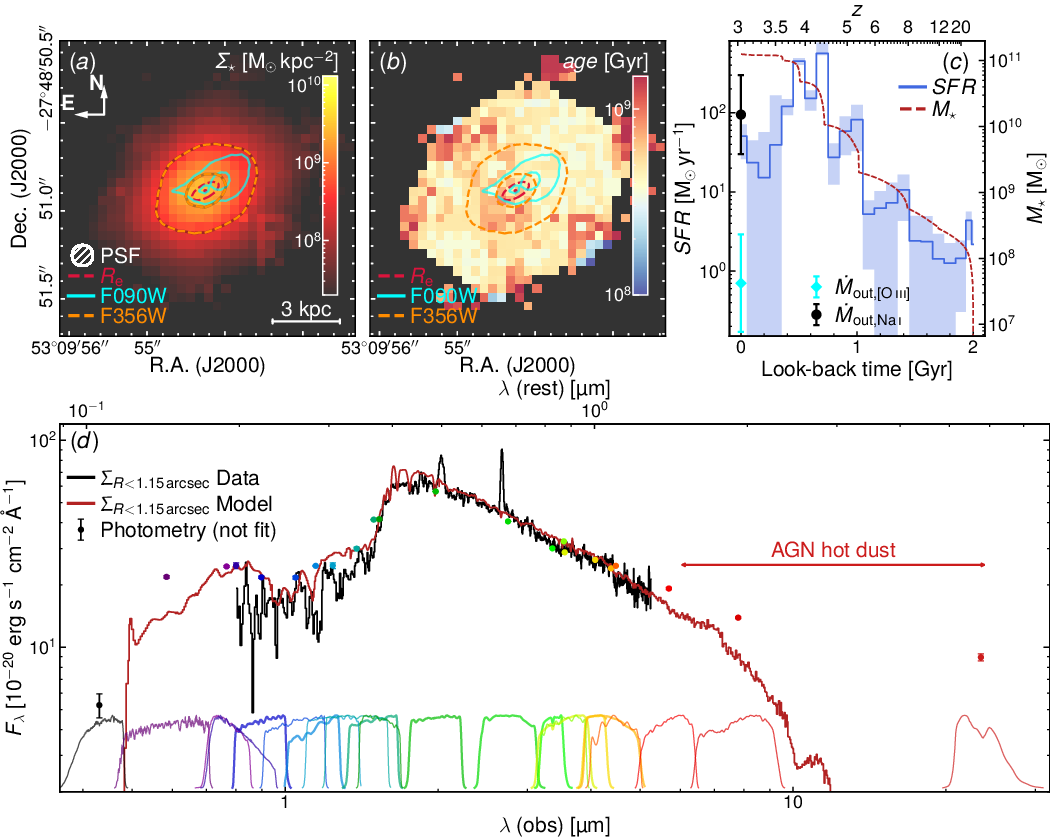 (a)
Σ⋆ [M⊙ kpc⁻²]
N
E
10¹⁰
10⁹
10⁸
PSF
Rₑ
F090W
F356W
3 kpc
−27°48′50.5″
51.0″
51.5″
Dec. (J2000)
53°09′56″ 55″
R.A. (J2000)
(b)
age [Gyr]
10⁹
10⁸
Rₑ
F090W
F356W
53°09′56″ 55″
R.A. (J2000)
z
3 3.5 4 5 6 8 12 20
(c)
SFR
M⋆
10²
10¹
10⁰
SFR [M⊙ yr⁻¹]
10¹¹
10¹⁰
10⁹
10⁸
10⁷
M⋆ [M⊙]
Ṁout,[O III]
Ṁout,Na I
0 1 2
Look-back time [Gyr]
λ (rest) [μm]
10⁻¹ 10⁰
(d)
Σ R<1.15 arcsec Data
Σ R<1.15 arcsec Model
Photometry (not fit)
AGN hot dust
10²
10¹
Fλ [10⁻²⁰ erg s⁻¹ cm⁻² Å⁻¹]
1 10
λ (obs) [μm]